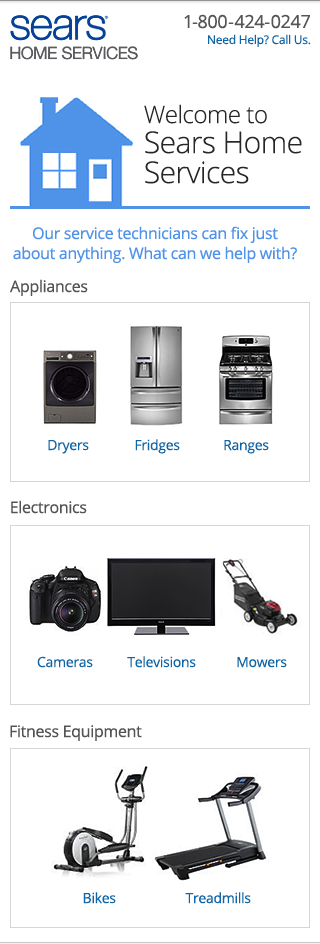 sears
HOME SERVICES
1-800-424-0247
Need Help? Call Us.
Welcome to
Sears Home
Services
Our service technicians can fix just
about anything. What can we help with?
Appliances
Dryers Fridges Ranges
Electronics
Canon
Cameras Televisions Mowers
Fitness Equipment
Bikes Treadmills